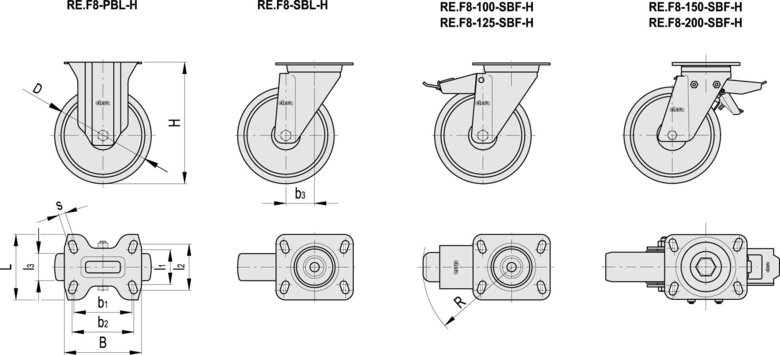 RE.F8-PBL-H
RE.F8-SBL-H
RE.F8-100-SBF-H
RE.F8-125-SBF-H
RE.F8-150-SBF-H
RE.F8-200-SBF-H
D
H
b3
s
L
l3
l1
l2
b1
b2
B
R